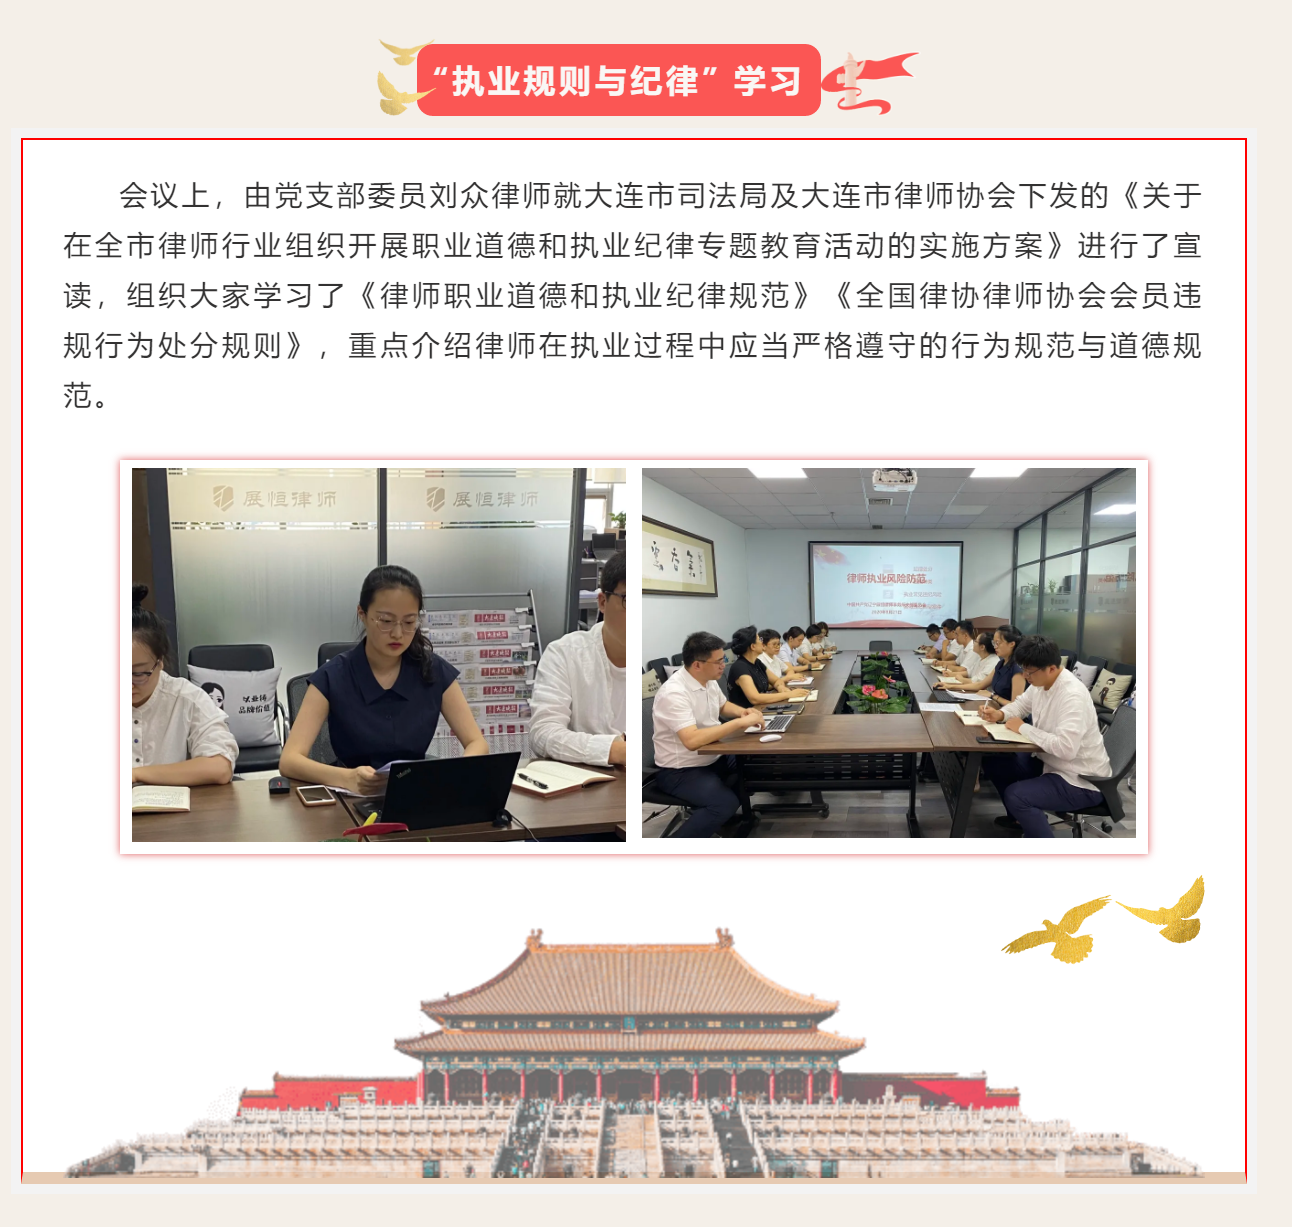 “执业规则与纪律”学习
会议上，由党支部委员刘众律师就大连市司法局及大连市律师协会下发的《关于
在全市律师行业组织开展职业道德和执业纪律专题教育活动的实施方案》进行了宣
读，组织大家学习了《律师职业道德和执业纪律规范》《全国律协律师协会会员违
规行为处分规则》，重点介绍律师在执业过程中应当严格遵守的行为规范与道德规
范。
展恒律师 展恒律师
品牌价值
律师执业风险防范